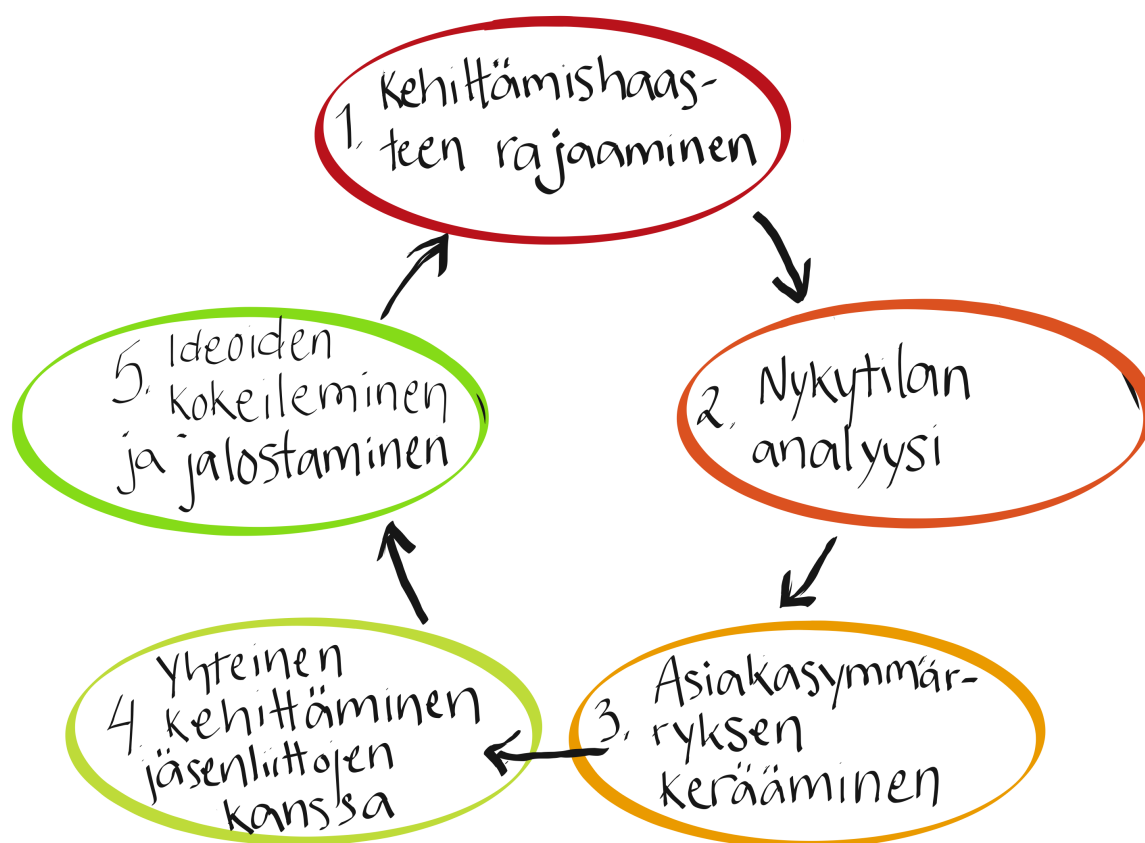 1. Kehittämishaas-
teen rajaaminen
2. Nykytilan
analyysi
3. Asiakasymmär-
ryksen
kerääminen
4. Yhteinen
kehittäminen
jäsenliittojen
kanssa
5. Ideoiden
kokeileminen
ja jalostaminen